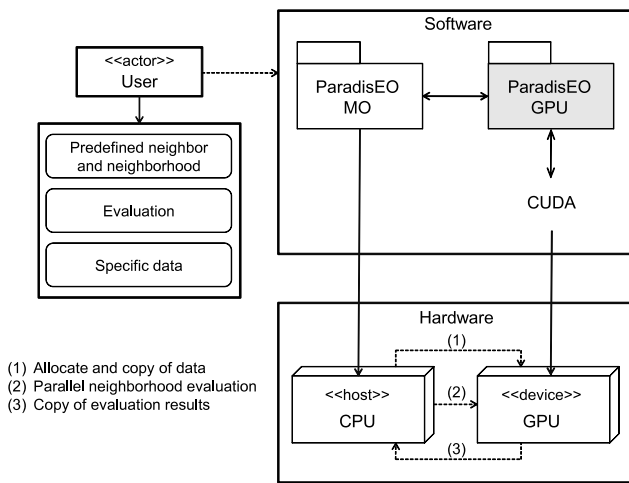 Software
<<actor>>
User
ParadisEO
MO
ParadisEO
GPU
Predefined neighbor
and neighborhood
Evaluation
Specific data
CUDA
Hardware
(1) Allocate and copy of data
(2) Parallel neighborhood evaluation
(3) Copy of evaluation results
(1)
<<host>>
CPU
(2)
<<device>>
GPU
(3)